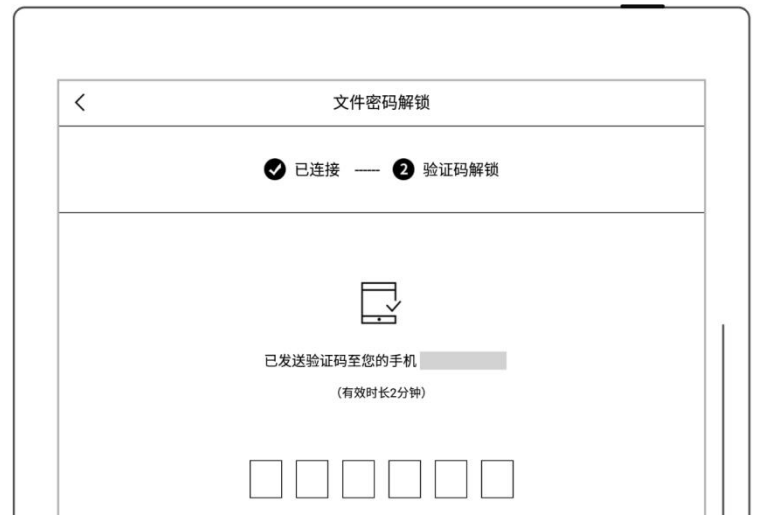 文件密码解锁
已连接 ----- 2 验证码解锁
已发送验证码至您的手机
（有效时长2分钟）